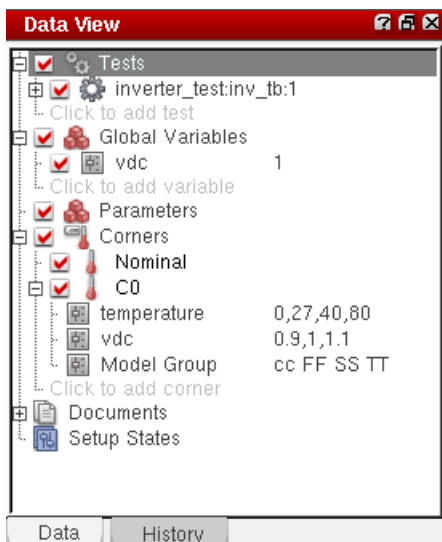 Data View
Tests
inverter_test:inv_tb:1
Click to add test
Global Variables
vdc 1
Click to add variable
Parameters
Corners
Nominal
C0
temperature 0,27,40,80
vdc 0.9,1,1.1
Model Group cc FF SS TT
Click to add corner
Documents
Setup States
Data History